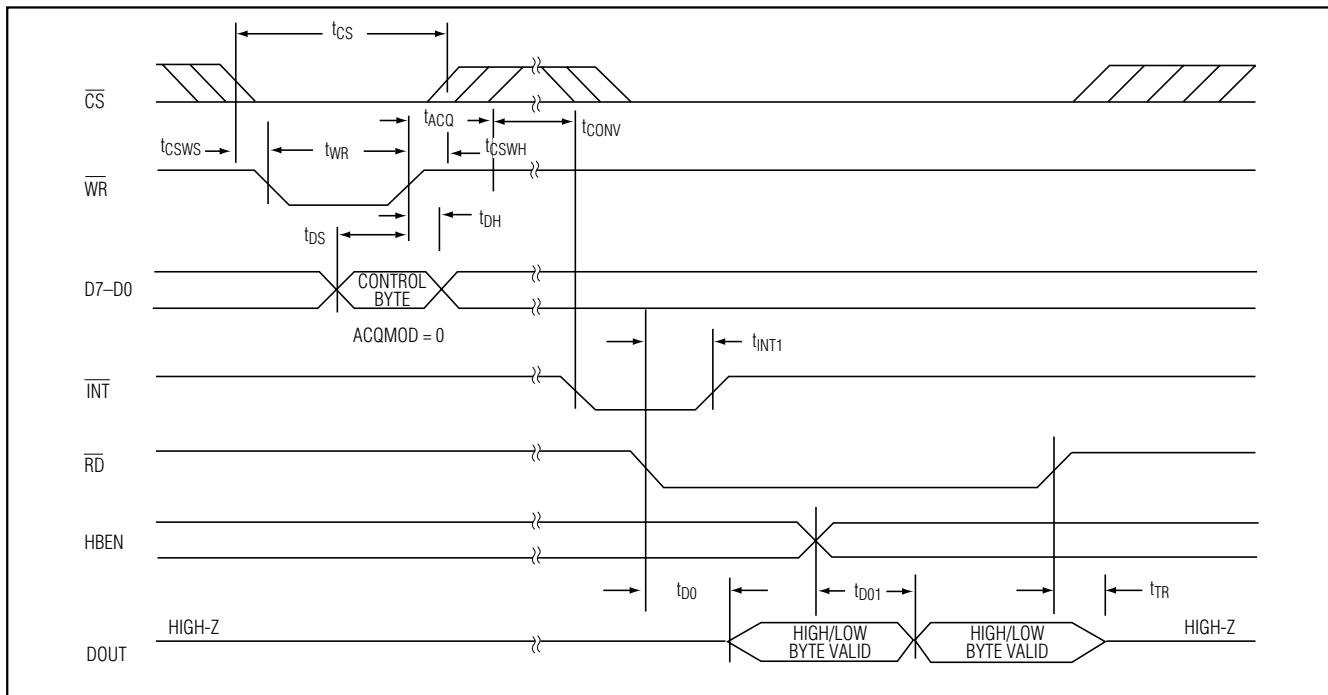 tCS
CS
tACQ
tCONV
tCSWS
tWR
tCSWH
WR
tDH
tDS
D7–D0
CONTROL
BYTE
ACQMOD = 0
tINT1
INT
RD
HBEN
tD0
tD01
tTR
HIGH-Z
HIGH/LOW
BYTE VALID
HIGH/LOW
BYTE VALID
HIGH-Z
DOUT